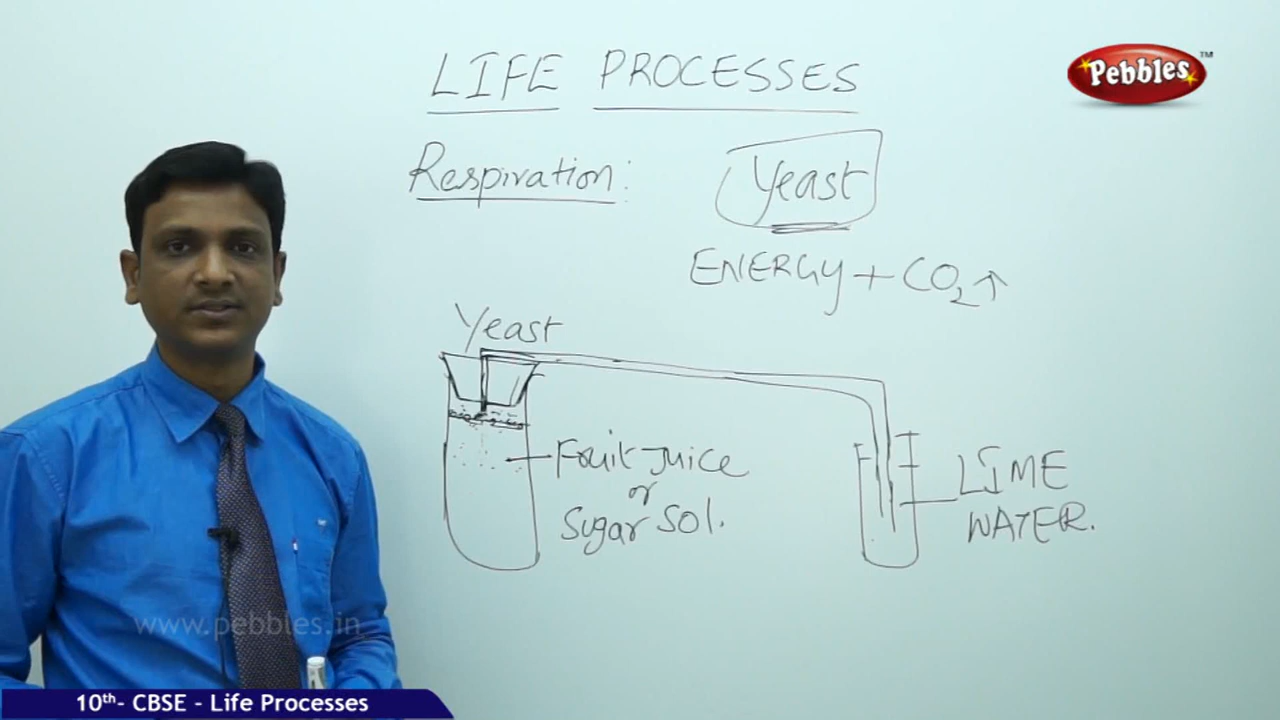 LIFE PROCESSES
Pebbles™
Respiration:
Yeast
ENERGY + CO₂↑
Yeast
Fruit Juice
or
Sugar Sol.
LIME
WATER.
www.pebbles.in
10th- CBSE - Life Processes